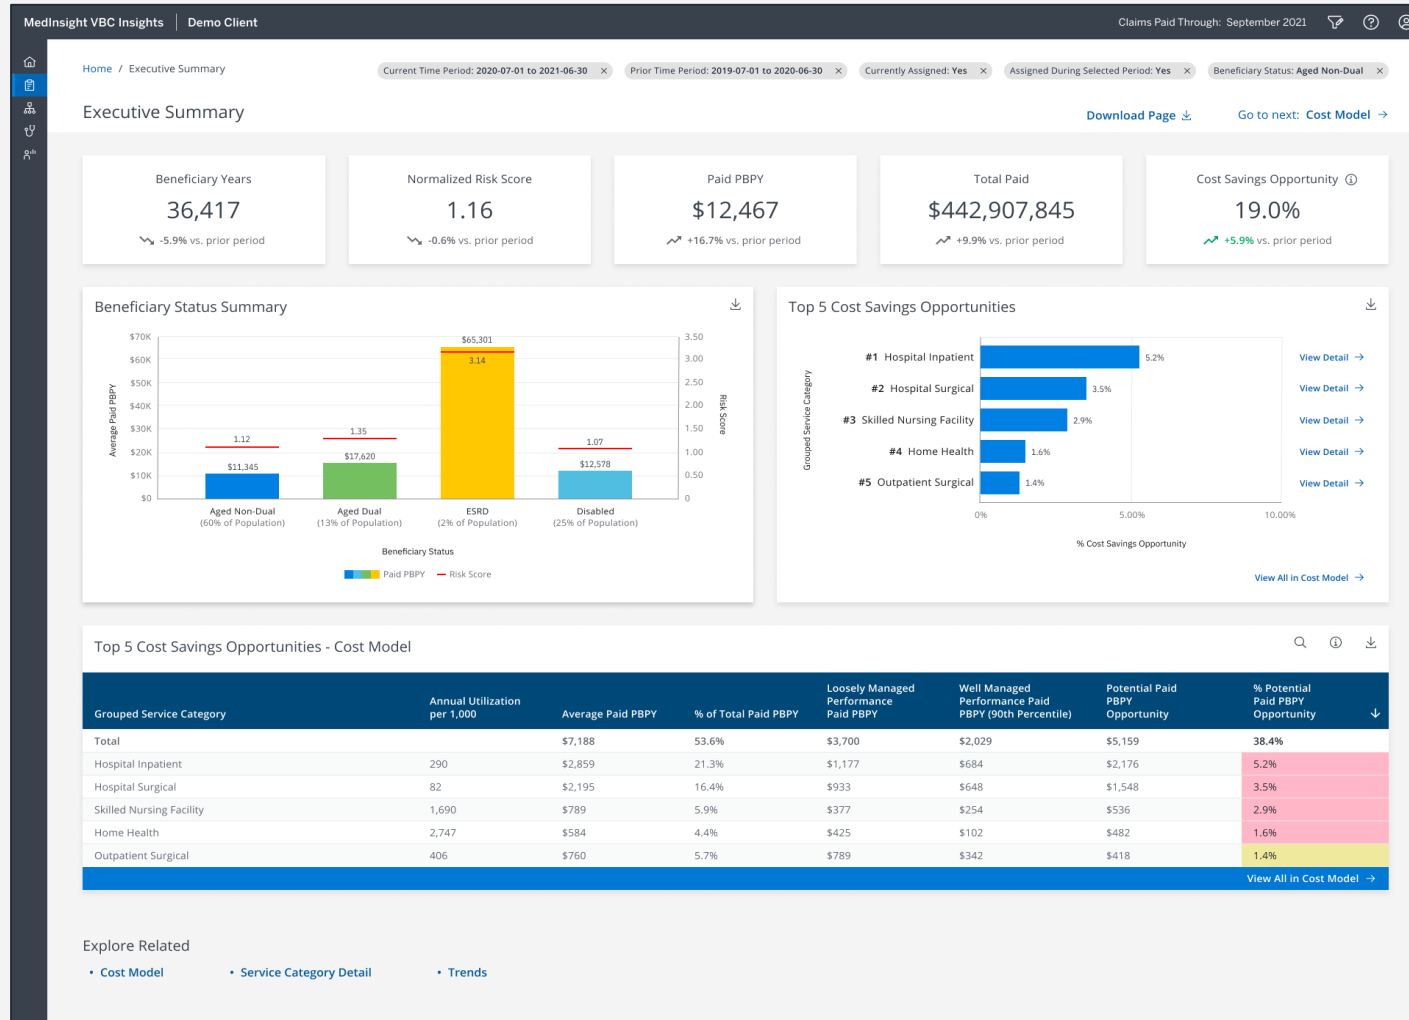 MedInsight VBC Insights | Demo Client
Claims Paid Through: September 2021
Home / Executive Summary
Current Time Period: 2020-07-01 to 2021-06-30 ×
Prior Time Period: 2019-07-01 to 2020-06-30 ×
Currently Assigned: Yes ×
Assigned During Selected Period: Yes ×
Beneficiary Status: Aged Non-Dual ×
Executive Summary
Download Page
Go to next: Cost Model →
Beneficiary Years
36,417
-5.9% vs. prior period
Normalized Risk Score
1.16
-0.6% vs. prior period
Paid PBPY
$12,467
+16.7% vs. prior period
Total Paid
$442,907,845
+9.9% vs. prior period
Cost Savings Opportunity
19.0%
+5.9% vs. prior period
Beneficiary Status Summary
Average Paid PBPY
$70K
$60K
$50K
$40K
$30K
$20K
$10K
$0
1.12
$11,345
1.35
$17,620
$65,301
3.14
1.07
$12,578
3.50
3.00
2.50
2.00
1.50
1.00
0.50
0
Risk Score
Aged Non-Dual
(60% of Population)
Aged Dual
(13% of Population)
ESRD
(2% of Population)
Disabled
(25% of Population)
Beneficiary Status
Paid PBPY
Risk Score
Top 5 Cost Savings Opportunities
Grouped Service Category
#1 Hospital Inpatient 5.2% View Detail →
#2 Hospital Surgical 3.5% View Detail →
#3 Skilled Nursing Facility 2.9% View Detail →
#4 Home Health 1.6% View Detail →
#5 Outpatient Surgical 1.4% View Detail →
0% 5.00% 10.00%
% Cost Savings Opportunity
View All in Cost Model →
Top 5 Cost Savings Opportunities - Cost Model
Grouped Service Category
Annual Utilization
per 1,000
Average Paid PBPY
% of Total Paid PBPY
Loosely Managed
Performance
Paid PBPY
Well Managed
Performance Paid
PBPY (90th Percentile)
Potential Paid
PBPY
Opportunity
% Potential
Paid PBPY
Opportunity
Total $7,188 53.6% $3,700 $2,029 $5,159 38.4%
Hospital Inpatient 290 $2,859 21.3% $1,177 $684 $2,176 5.2%
Hospital Surgical 82 $2,195 16.4% $933 $648 $1,548 3.5%
Skilled Nursing Facility 1,690 $789 5.9% $377 $254 $536 2.9%
Home Health 2,747 $584 4.4% $425 $102 $482 1.6%
Outpatient Surgical 406 $760 5.7% $789 $342 $418 1.4%
View All in Cost Model →
Explore Related
• Cost Model
• Service Category Detail
• Trends